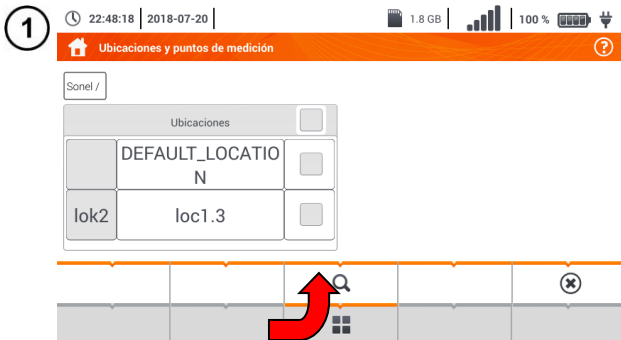 1
22:48:18 2018-07-20 1.8 GB 100 %
Ubicaciones y puntos de medición ?
Sonel /
Ubicaciones
DEFAULT_LOCATIO
N
lok2 loc1.3